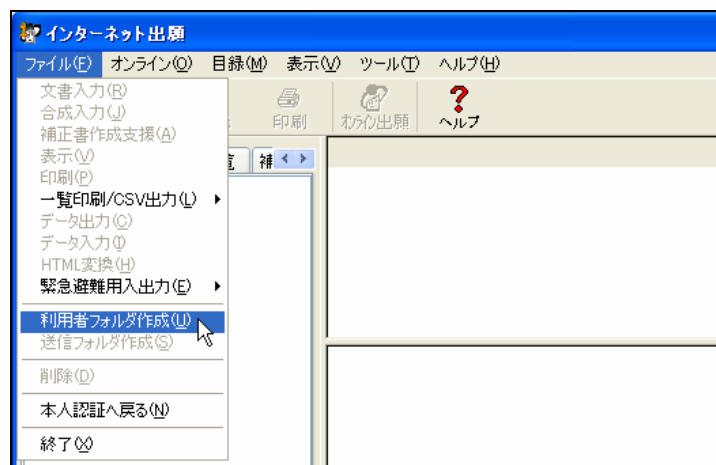 インターネット出願
ファイル(F) オンライン(O) 目録(M) 表示(V) ツール(T) ヘルプ(H)
文書入力(R)
合成入力(J)
補正書作成支援(A)
表示(V)
印刷(P)
一覧印刷/CSV出力(L)
データ出力(C)
データ入力(I)
HTML変換(H)
緊急避難用入出力(E)
利用者フォルダ作成(U)
送信フォルダ作成(S)
削除(D)
本人認証へ戻る(N)
終了(X)
印刷 オンライン出願 ヘルプ
補